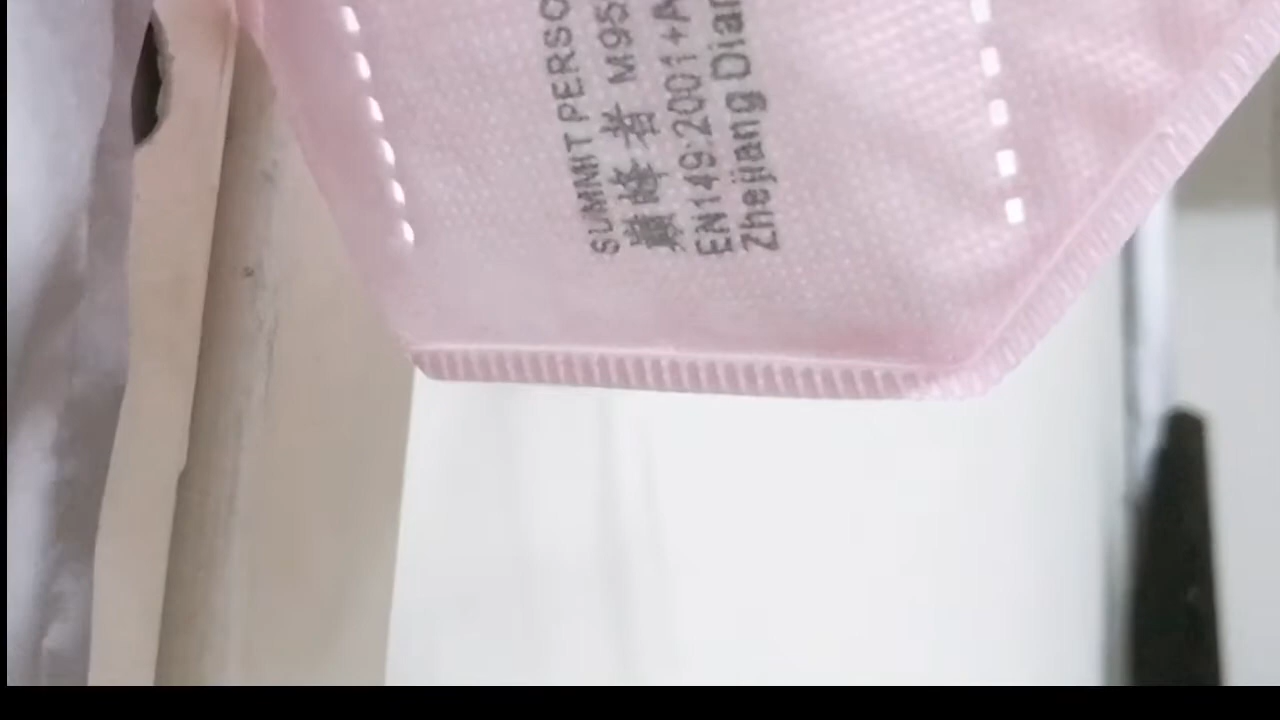 SUMMIT PERSO
巅峰者 M95
EN149:2001+A
Zhejiang Dian